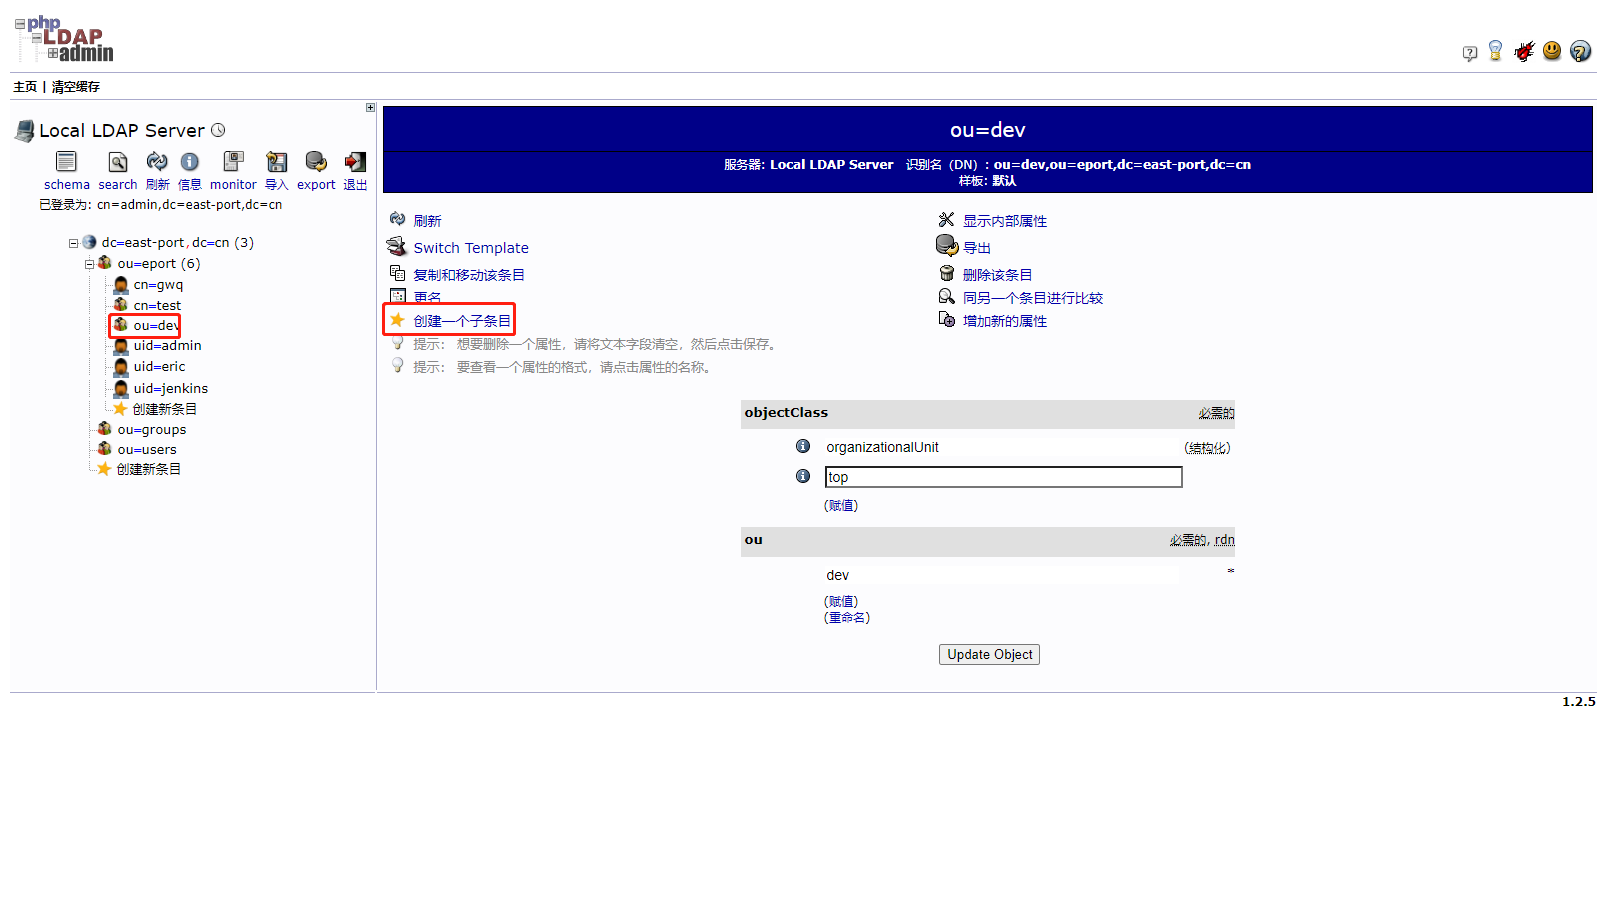 php
LDAP
admin
主页 | 清空缓存
Local LDAP Server
schema search 刷新 信息 monitor 导入 export 退出
已登录为: cn=admin,dc=east-port,dc=cn
dc=east-port,dc=cn (3)
ou=eport (6)
cn=gwq
cn=test
ou=dev
uid=admin
uid=eric
uid=jenkins
创建新条目
ou=groups
ou=users
创建新条目
ou=dev
服务器: Local LDAP Server 识别名（DN）: ou=dev,ou=eport,dc=east-port,dc=cn
样板: 默认
刷新 显示内部属性
Switch Template 导出
复制和移动该条目 删除该条目
更名 同另一个条目进行比较
创建一个子条目 增加新的属性
提示： 想要删除一个属性，请将文本字段清空，然后点击保存。
提示： 要查看一个属性的格式，请点击属性的名称。
objectClass 必需的
organizationalUnit (结构化)
top
(赋值)
ou 必需的, rdn
dev *
(赋值)
(重命名)
Update Object
1.2.5